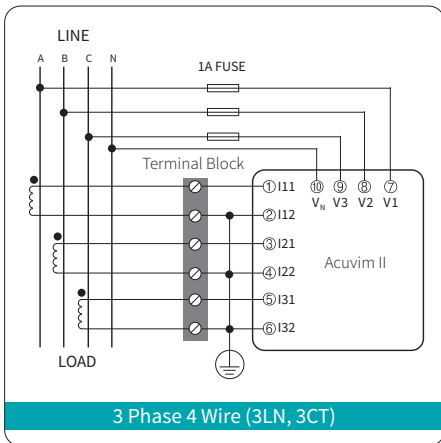 LINE
A B C N
1A FUSE
Terminal Block
①I11
②I12
③I21
④I22
⑤I31
⑥I32
⑩ ⑨ ⑧ ⑦
VN V3 V2 V1
Acuvim II
LOAD
3 Phase 4 Wire (3LN, 3CT)